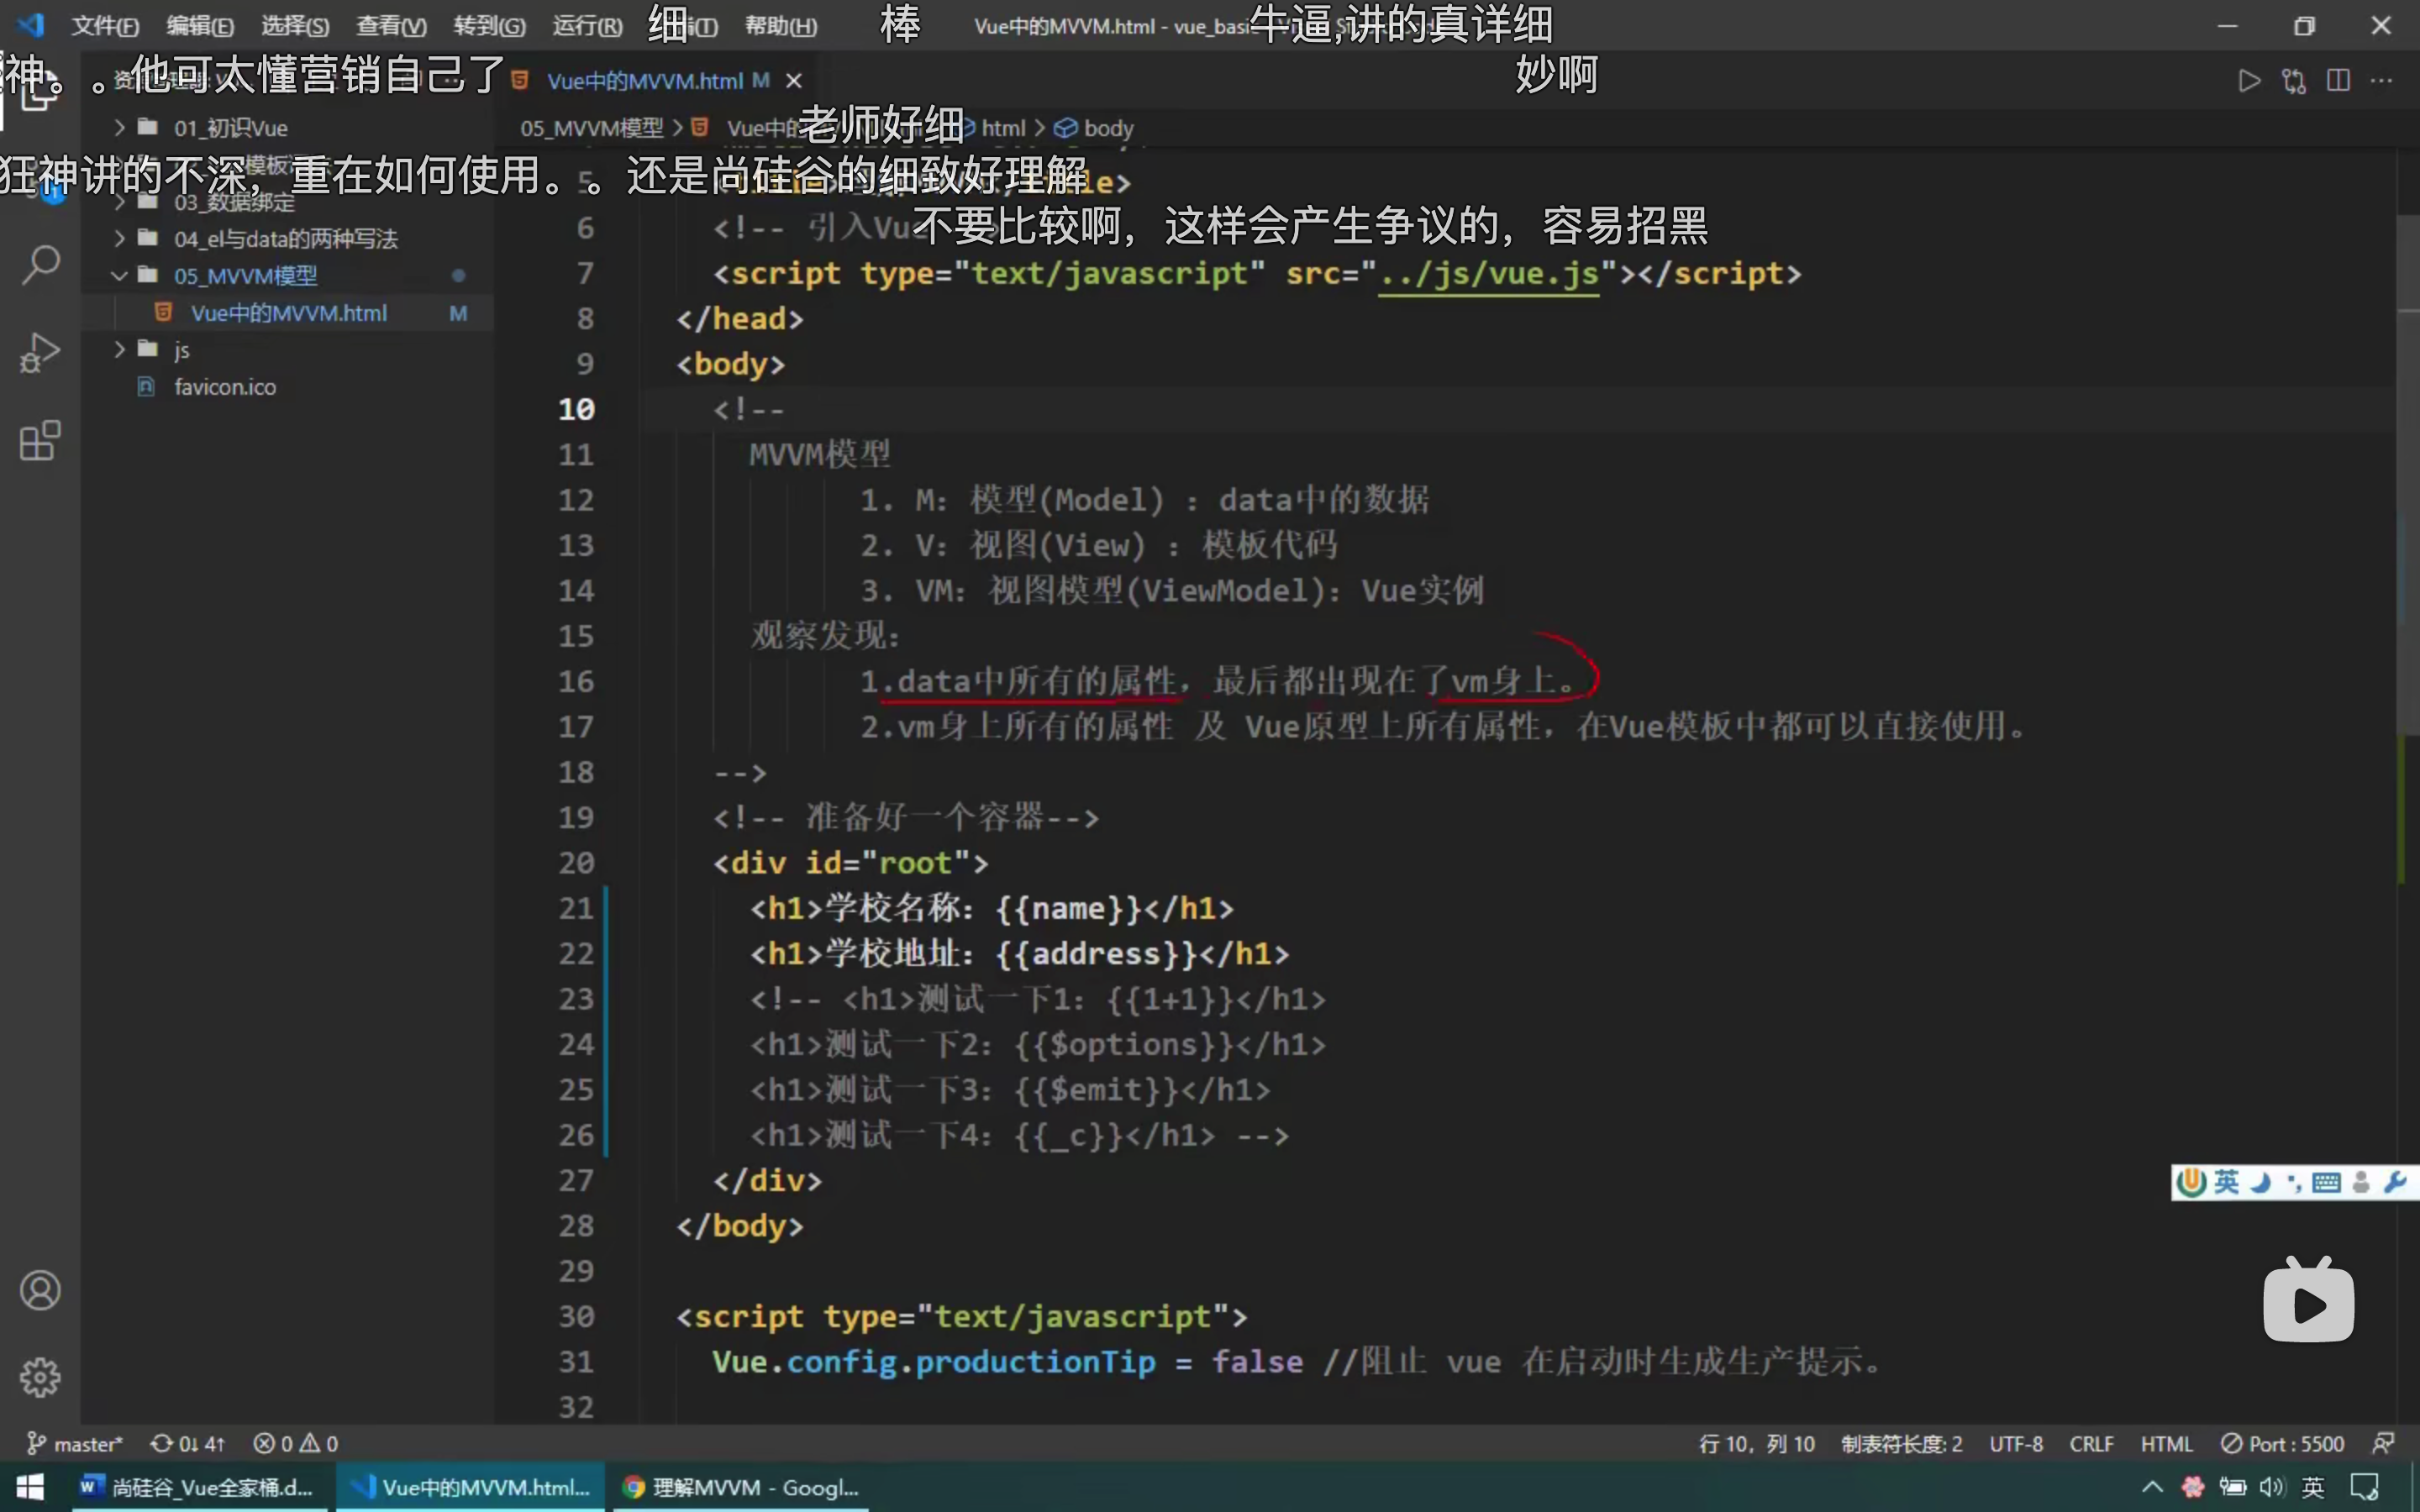 文件(F) 编辑(E) 选择(S) 查看(V) 转到(G) 运行(R) 帮助(H) Vue中的MVVM.html - vue_basic
细 棒 牛逼,讲的真详细
神。。他可太懂营销自己了
妙啊
Vue中的MVVM.html M
老师好细
01_初识Vue
05_MVVM模型 > html > body
狂神讲的不深，重在如何使用。。还是尚硅谷的细致好理解
不要比较啊，这样会产生争议的，容易招黑
03_数据绑定
04_el与data的两种写法
05_MVVM模型
Vue中的MVVM.html M
js
favicon.ico
5
6 <!-- 引入Vue
7 <script type="text/javascript" src="../js/vue.js"></script>
8 </head>
9 <body>
10 <!--
11 MVVM模型
12 1. M：模型(Model) ：data中的数据
13 2. V：视图(View) ：模板代码
14 3. VM：视图模型(ViewModel)：Vue实例
15 观察发现：
16 1.data中所有的属性，最后都出现在了vm身上。
17 2.vm身上所有的属性 及 Vue原型上所有属性，在Vue模板中都可以直接使用。
18 -->
19 <!-- 准备好一个容器-->
20 <div id="root">
21 <h1>学校名称：{{name}}</h1>
22 <h1>学校地址：{{address}}</h1>
23 <!-- <h1>测试一下1：{{1+1}}</h1>
24 <h1>测试一下2：{{$options}}</h1>
25 <h1>测试一下3：{{$emit}}</h1>
26 <h1>测试一下4：{{_c}}</h1> -->
27 </div>
28 </body>
29
30 <script type="text/javascript">
31 Vue.config.productionTip = false //阻止 vue 在启动时生成生产提示。
32
英
master* 0↓ 4↑ 0 0
行 10，列 10 制表符长度: 2 UTF-8 CRLF HTML Port : 5500
尚硅谷_Vue全家桶.d... Vue中的MVVM.html... 理解MVVM - Googl... 英